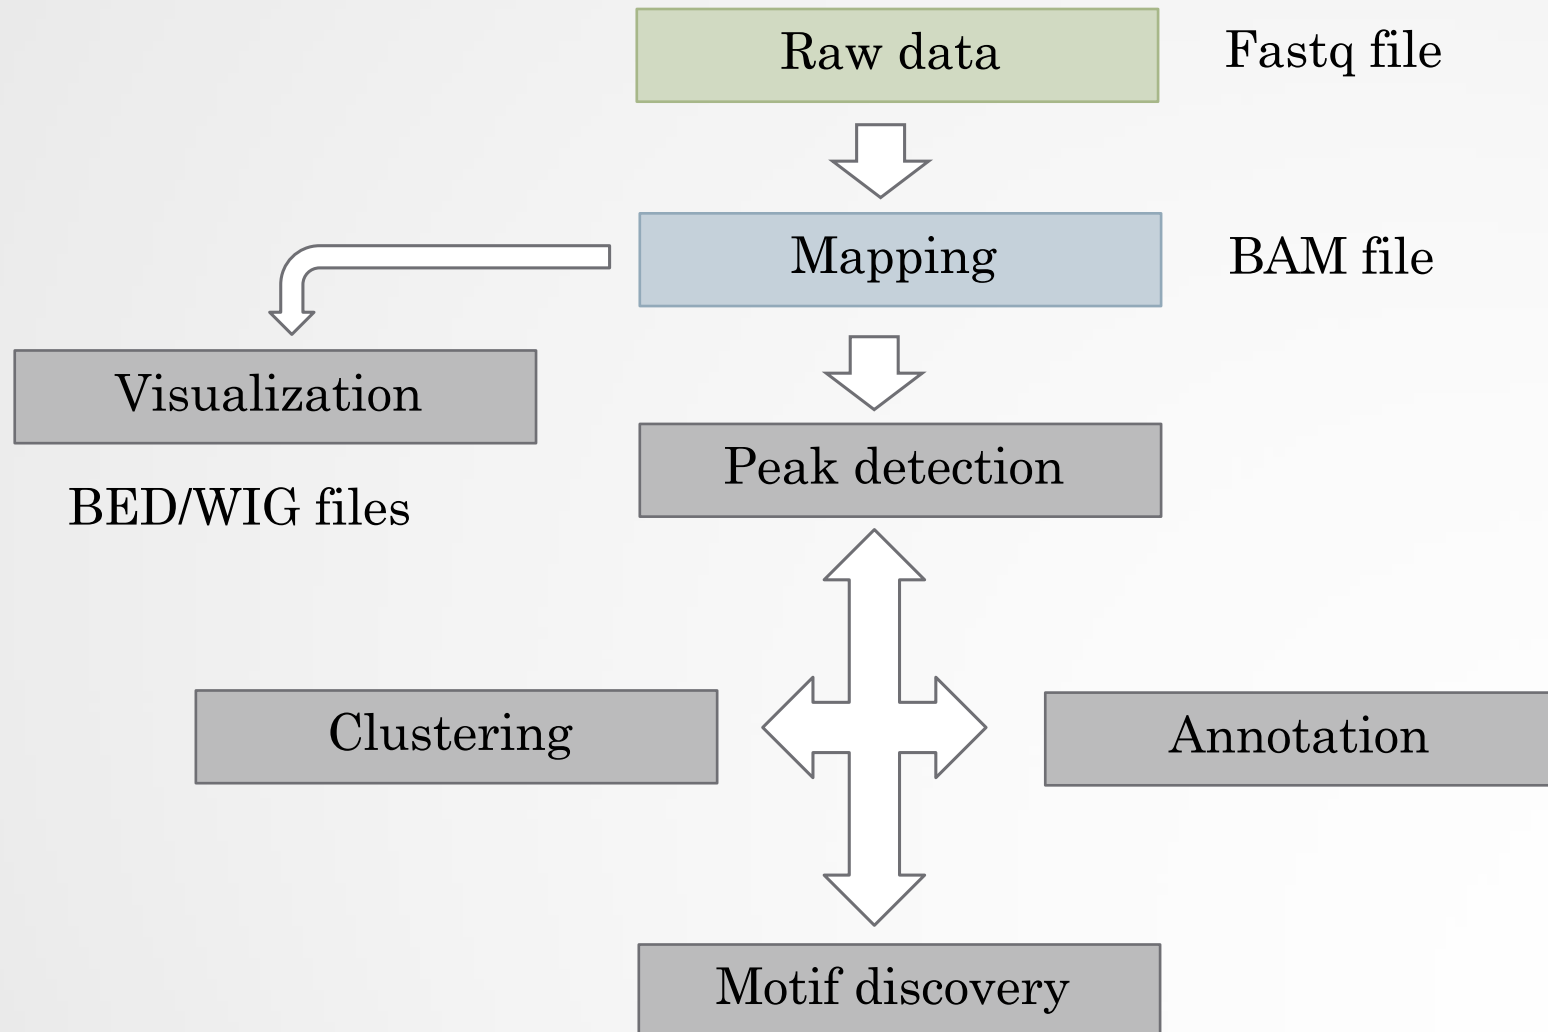 Raw data
Fastq file
Mapping
BAM file
Visualization
Peak detection
BED/WIG files
Clustering
Annotation
Motif discovery